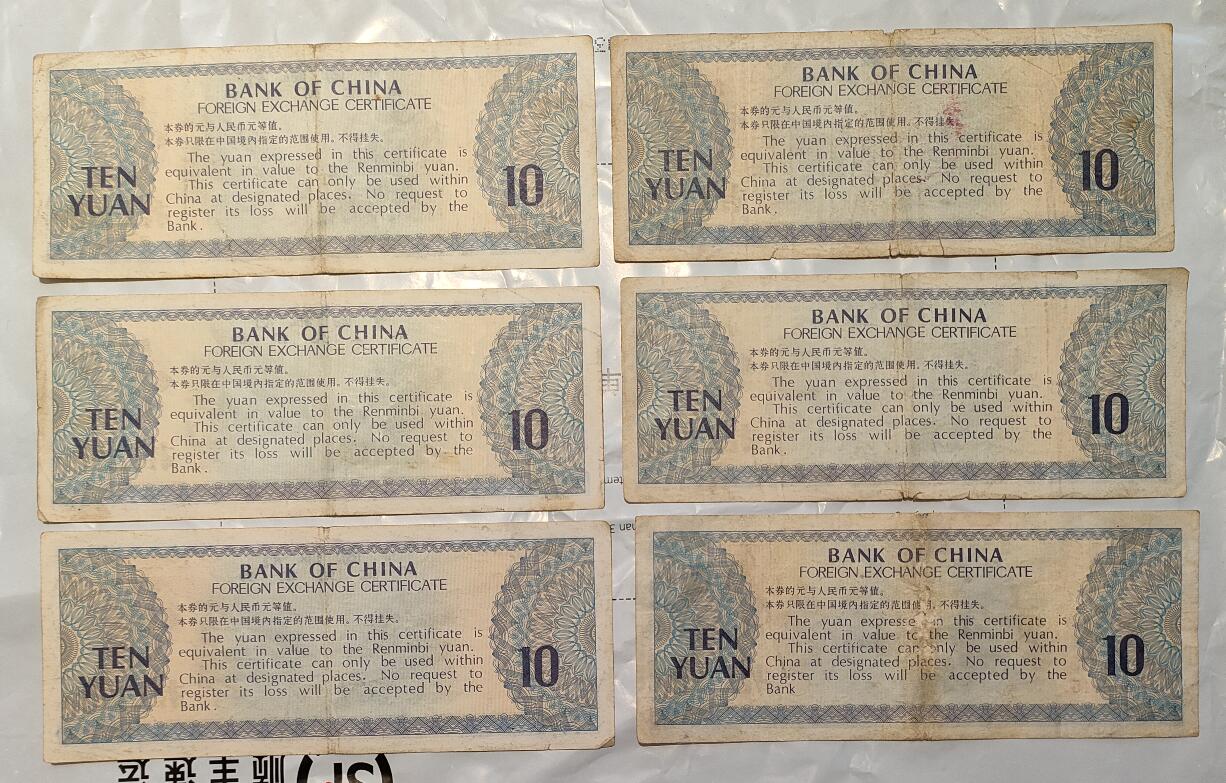 BANK OF CHINA
FOREIGN EXCHANGE CERTIFICATE
本券的元与人民币元等值。
本券只限在中国境内指定的范围使用。不得挂失。
The yuan expressed in this certificate is
equivalent in value to the Renminbi yuan.
This certificate can only be used within
China at designated places. No request to
register its loss will be accepted by the
Bank.
TEN
YUAN
10
BANK OF CHINA
FOREIGN EXCHANGE CERTIFICATE
本券的元与人民币元等值。
本券只限在中国境内指定的范围使用。不得挂失。
The yuan expressed in this certificate is
equivalent in value to the Renminbi yuan.
This certificate can only be used within
China at designated places. No request to
register its loss will be accepted by the
Bank.
TEN
YUAN
10
BANK OF CHINA
FOREIGN EXCHANGE CERTIFICATE
本券的元与人民币元等值。
本券只限在中国境内指定的范围使用。不得挂失。
The yuan expressed in this certificate is
equivalent in value to the Renminbi yuan.
This certificate can only be used within
China at designated places. No request to
register its loss will be accepted by the
Bank.
TEN
YUAN
10
BANK OF CHINA
FOREIGN EXCHANGE CERTIFICATE
本券的元与人民币元等值。
本券只限在中国境内指定的范围使用。不得挂失。
The yuan expressed in this certificate is
equivalent in value to the Renminbi yuan.
This certificate can only be used within
China at designated places. No request to
register its loss will be accepted by the
Bank.
TEN
YUAN
10
BANK OF CHINA
FOREIGN EXCHANGE CERTIFICATE
本券的元与人民币元等值。
本券只限在中国境内指定的范围使用。不得挂失。
The yuan expressed in this certificate is
equivalent in value to the Renminbi yuan.
This certificate can only be used within
China at designated places. No request to
register its loss will be accepted by the
Bank.
TEN
YUAN
10
BANK OF CHINA
FOREIGN EXCHANGE CERTIFICATE
本券的元与人民币元等值。
本券只限在中国境内指定的范围使用。不得挂失。
The yuan expressed in this certificate is
equivalent in value to the Renminbi yuan.
This certificate can only be used within
China at designated places. No request to
register its loss will be accepted by the
Bank
TEN
YUAN
10
SF
顺丰速运